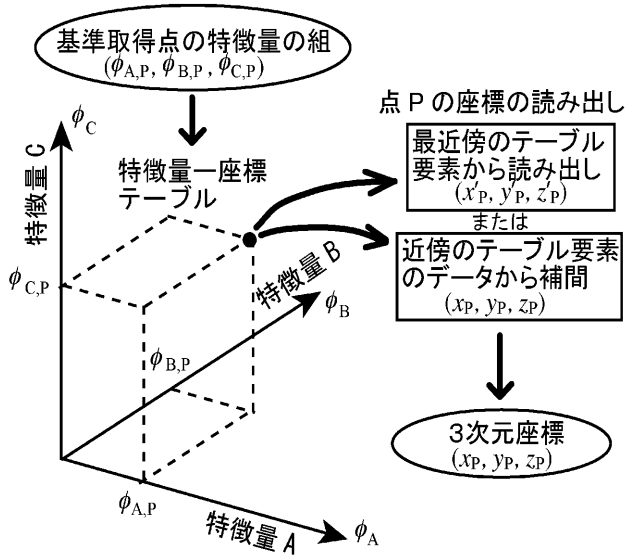 基準取得点の特徴量の組
(ϕA,P, ϕB,P, ϕC,P)
点Pの座標の読み出し
ϕC
特徴量C
特徴量ー座標
テーブル
最近傍のテーブル
要素から読み出し
(x′P, y′P, z′P)
または
近傍のテーブル要素
のデータから補間
(xP, yP, zP)
特徴量B
ϕB
ϕC,P
ϕB,P
3次元座標
(xP, yP, zP)
ϕA,P
特徴量A
ϕA